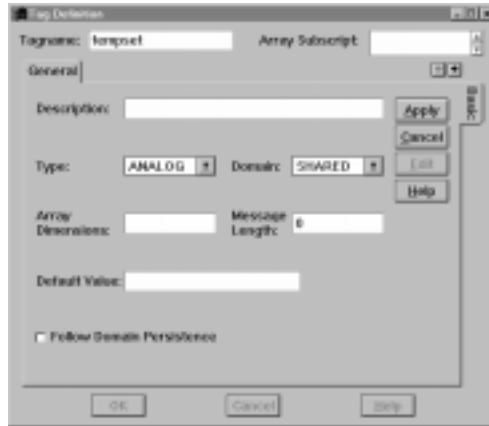 Tag Definition
Tagname: tempset Array Subscript:
General
Basic
Description:
Apply
Cancel
Type: ANALOG Domain: SHARED
Edit
Help
Array Dimensions: Message Length: 0
Default Value:
Follow Domain Persistence
OK Cancel Help